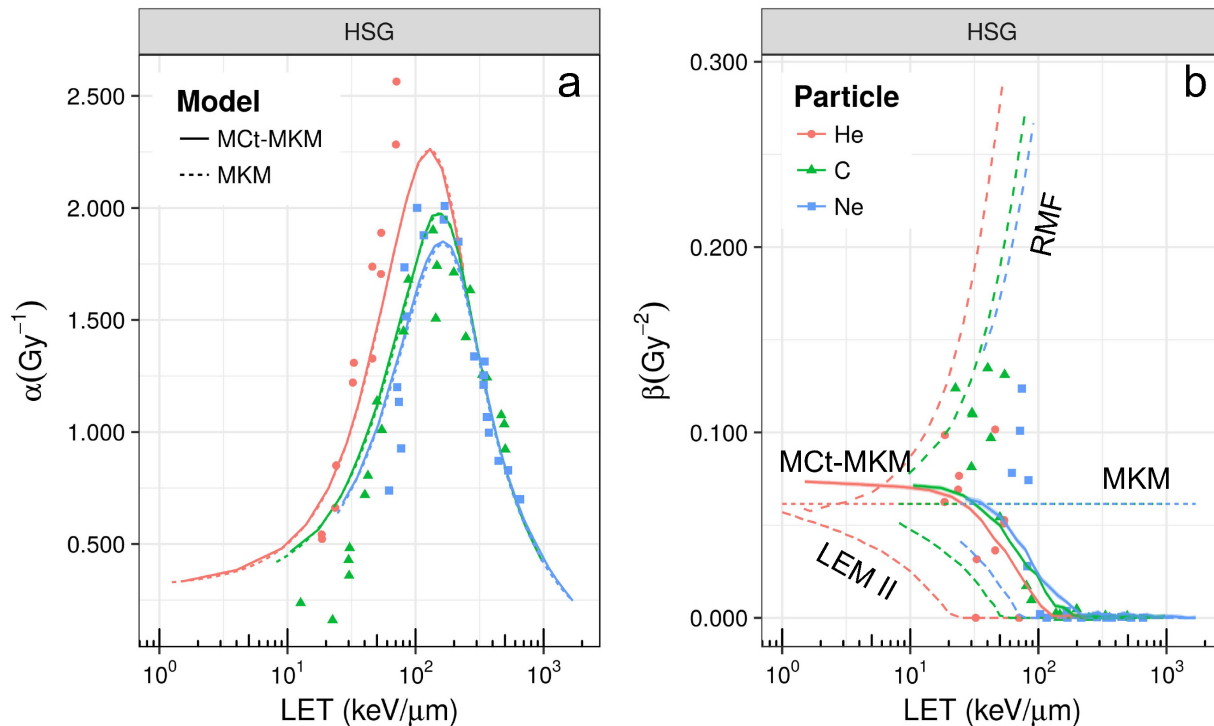 HSG
a
Model
MCt-MKM
MKM
2.500
2.000
1.500
1.000
0.500
α(Gy⁻¹)
10⁰ 10¹ 10² 10³
LET (keV/μm)
HSG
b
Particle
He
C
Ne
RMF
MCt-MKM
MKM
LEM II
0.300
0.200
0.100
0.000
β(Gy⁻²)
10⁰ 10¹ 10² 10³
LET (keV/μm)